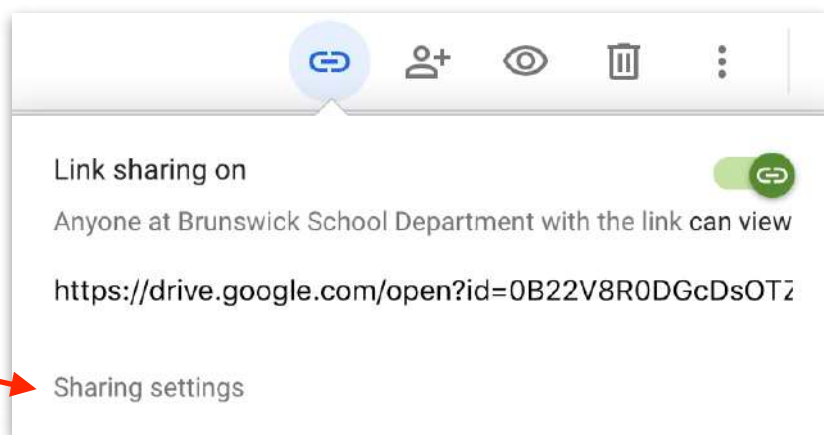 Link sharing on
Anyone at Brunswick School Department with the link can view
https://drive.google.com/open?id=0B22V8R0DGcDsOTZ
Sharing settings